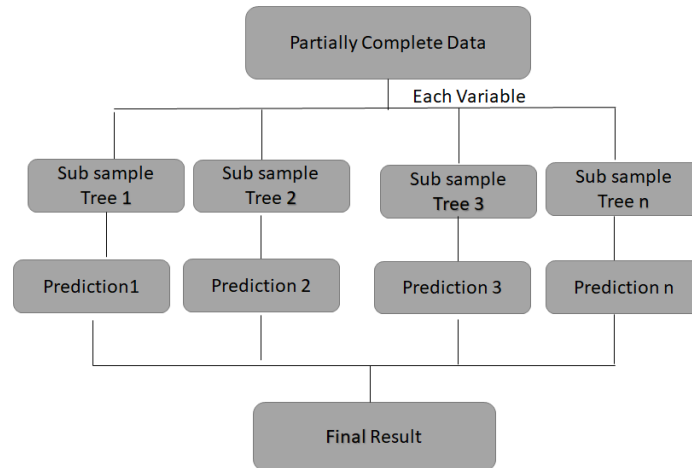 Partially Complete Data
Each Variable
Sub sample
Tree 1
Sub sample
Tree 2
Sub sample
Tree 3
Sub sample
Tree n
Prediction1
Prediction 2
Prediction 3
Prediction n
Final Result